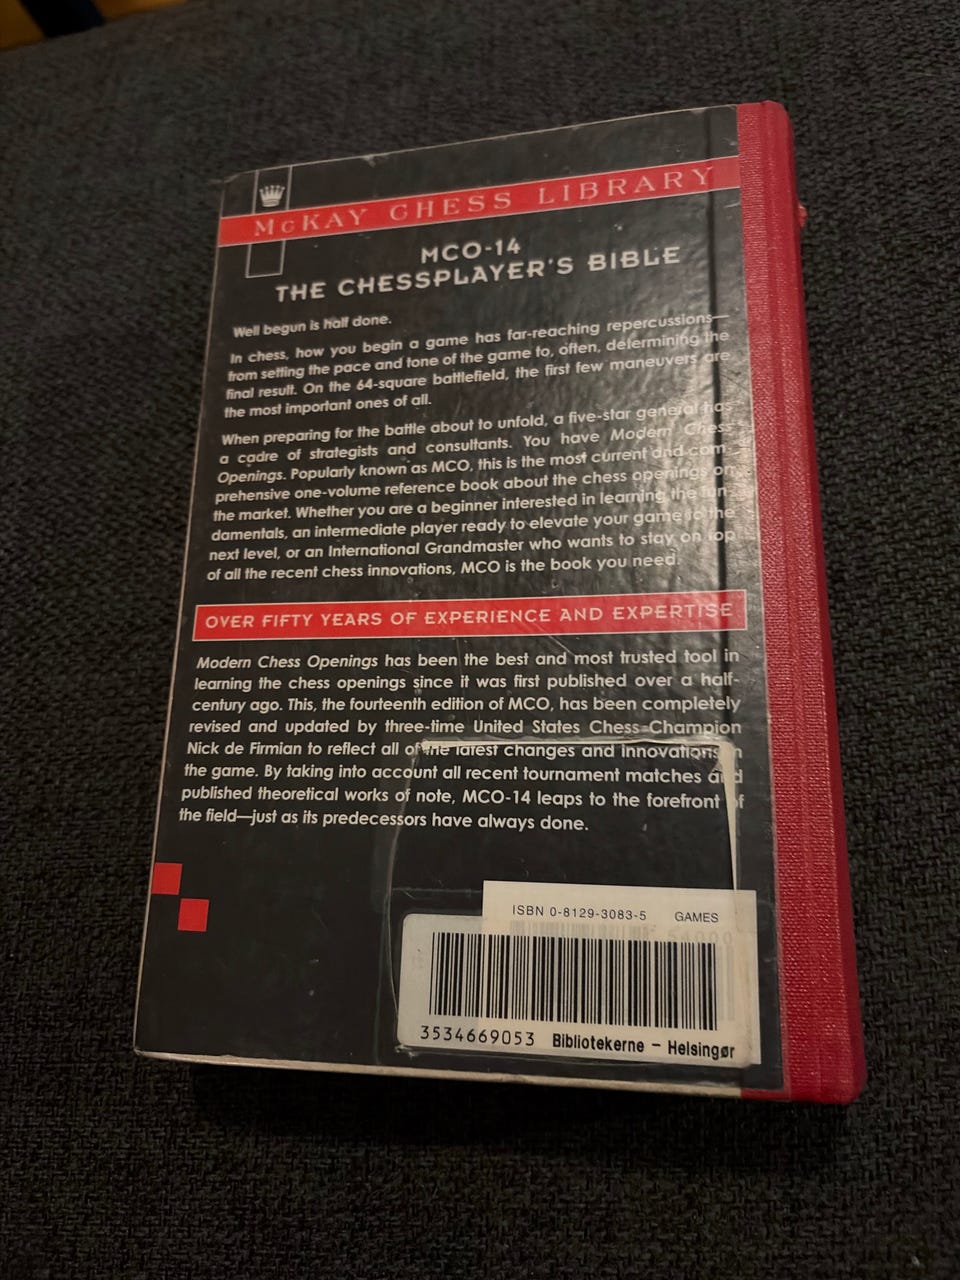 McKAY CHESS LIBRARY
MCO-14
THE CHESSPLAYER'S BIBLE
Well begun is half done.
In chess, how you begin a game has far-reaching repercussions—
from setting the pace and tone of the game to, often, determining the
final result. On the 64-square battlefield, the first few maneuvers are
the most important ones of all.
When preparing for the battle about to unfold, a five-star general has
a cadre of strategists and consultants. You have Modern Chess
Openings. Popularly known as MCO, this is the most current and com-
prehensive one-volume reference book about the chess openings on
the market. Whether you are a beginner interested in learning the fun-
damentals, an intermediate player ready to elevate your game to the
next level, or an International Grandmaster who wants to stay on top
of all the recent chess innovations, MCO is the book you need.
OVER FIFTY YEARS OF EXPERIENCE AND EXPERTISE
Modern Chess Openings has been the best and most trusted tool in
learning the chess openings since it was first published over a half-
century ago. This, the fourteenth edition of MCO, has been completely
revised and updated by three-time United States Chess Champion
Nick de Firmian to reflect all of the latest changes and innovations in
the game. By taking into account all recent tournament matches and
published theoretical works of note, MCO-14 leaps to the forefront of
the field—just as its predecessors have always done.
ISBN 0-8129-3083-5 GAMES
3534669053 Bibliotekerne - Helsingør